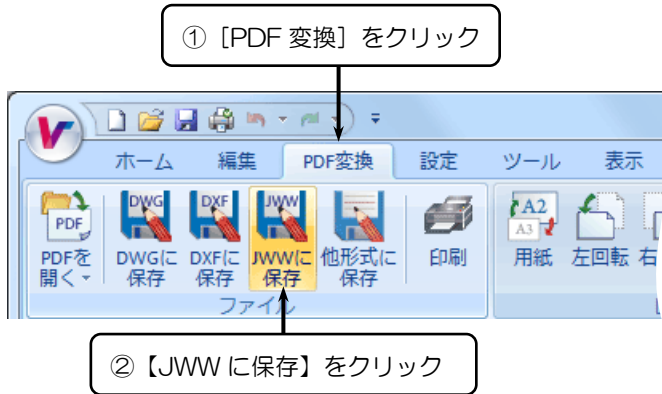 ① [PDF 変換] をクリック
ホーム 編集 PDF変換 設定 ツール 表示
PDF DWG DXF JWW A2
A3
PDFを DWGに DXFに JWWに 他形式に 印刷 用紙 左回転 右
開く 保存 保存 保存 保存
ファイル
②【JWW に保存】をクリック